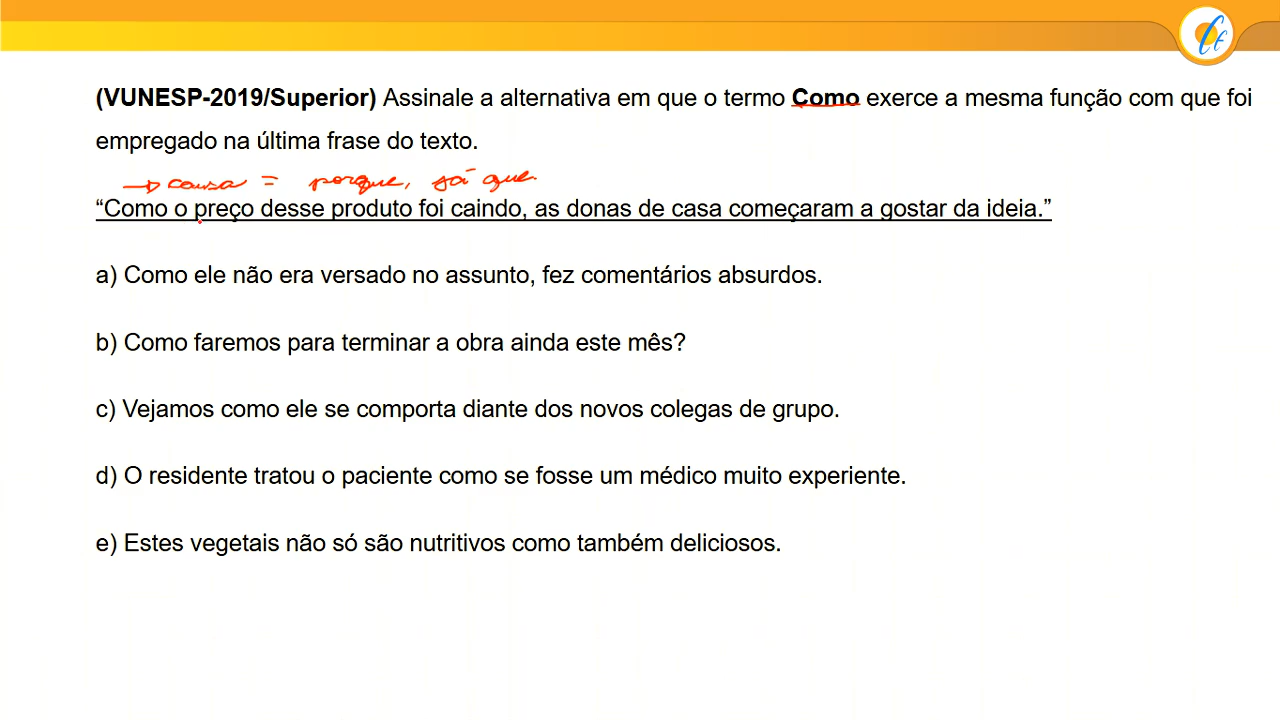 (VUNESP-2019/Superior) Assinale a alternativa em que o termo Como exerce a mesma função com que foi
empregado na última frase do texto.
→ causa = porque, já que
“Como o preço desse produto foi caindo, as donas de casa começaram a gostar da ideia.”
a) Como ele não era versado no assunto, fez comentários absurdos.
b) Como faremos para terminar a obra ainda este mês?
c) Vejamos como ele se comporta diante dos novos colegas de grupo.
d) O residente tratou o paciente como se fosse um médico muito experiente.
e) Estes vegetais não só são nutritivos como também deliciosos.